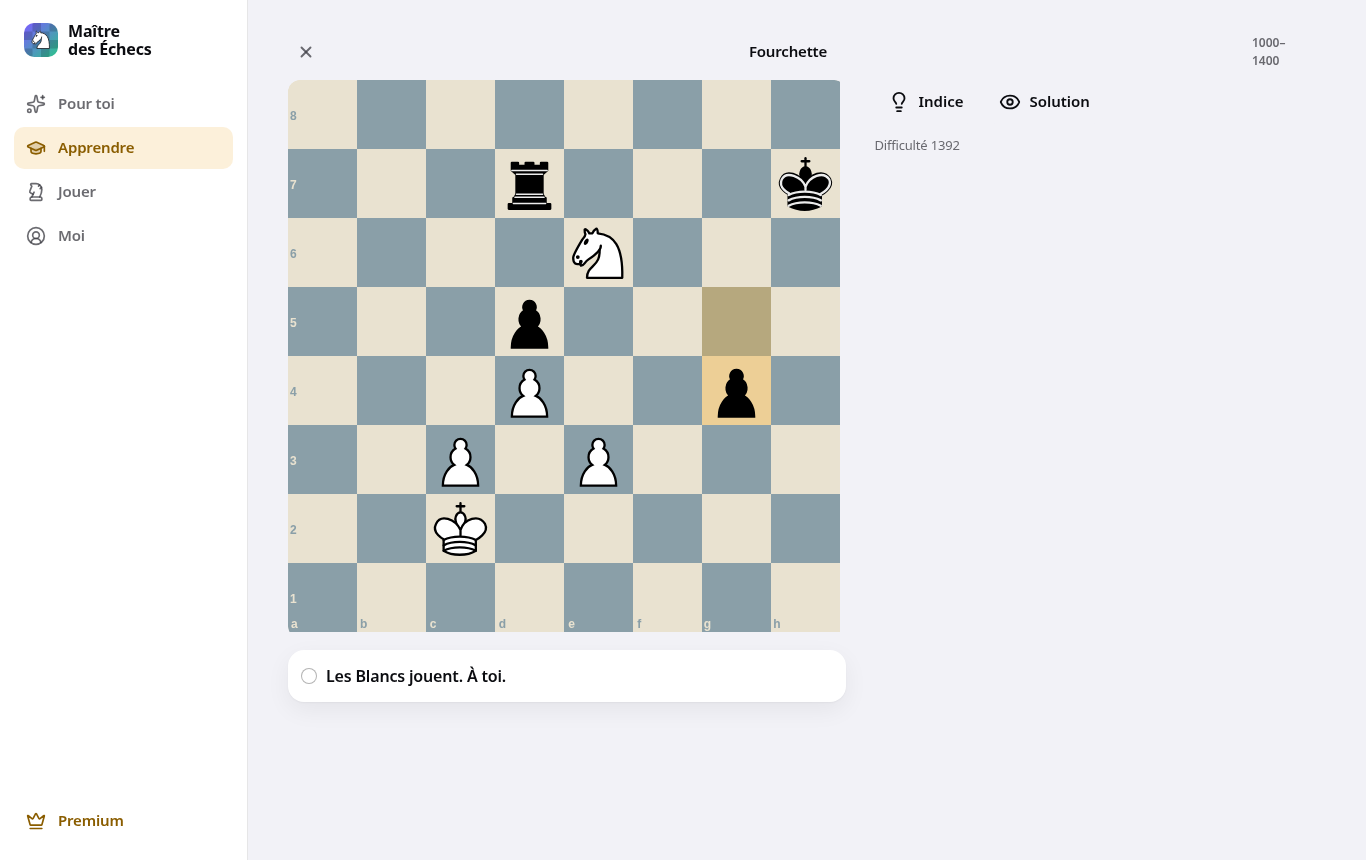 Maître
des Échecs
Pour toi
Apprendre
Jouer
Moi
Premium
Fourchette
1000–
1400
8
7
6
5
4
3
2
1
a
b
c
d
e
f
g
h
Indice
Solution
Difficulté 1392
Les Blancs jouent. À toi.